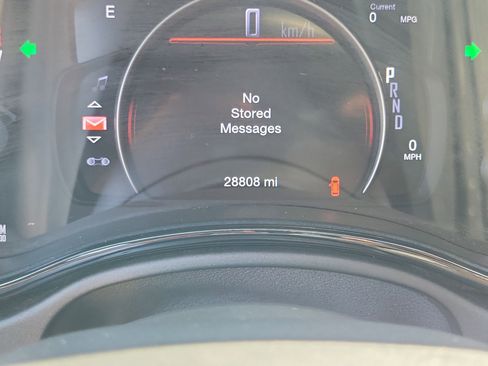 E
0 km/h
Current
0 MPG
No
Stored
Messages
P
R
N
D
0
MPH
28808 mi